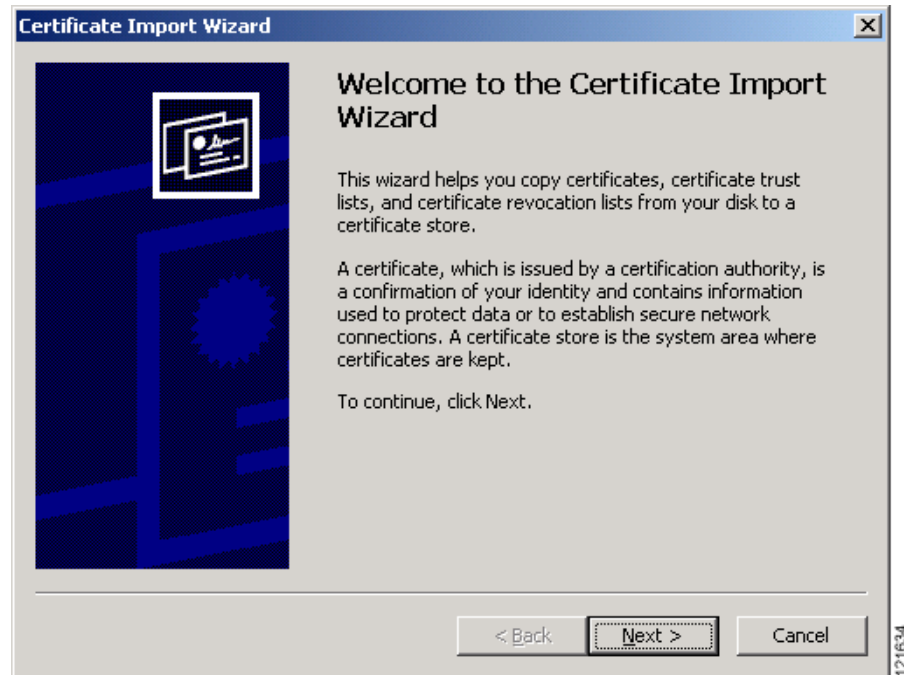 Certificate Import Wizard
Welcome to the Certificate Import
Wizard
This wizard helps you copy certificates, certificate trust
lists, and certificate revocation lists from your disk to a
certificate store.
A certificate, which is issued by a certification authority, is
a confirmation of your identity and contains information
used to protect data or to establish secure network
connections. A certificate store is the system area where
certificates are kept.
To continue, click Next.
< Back
Next >
Cancel
121634